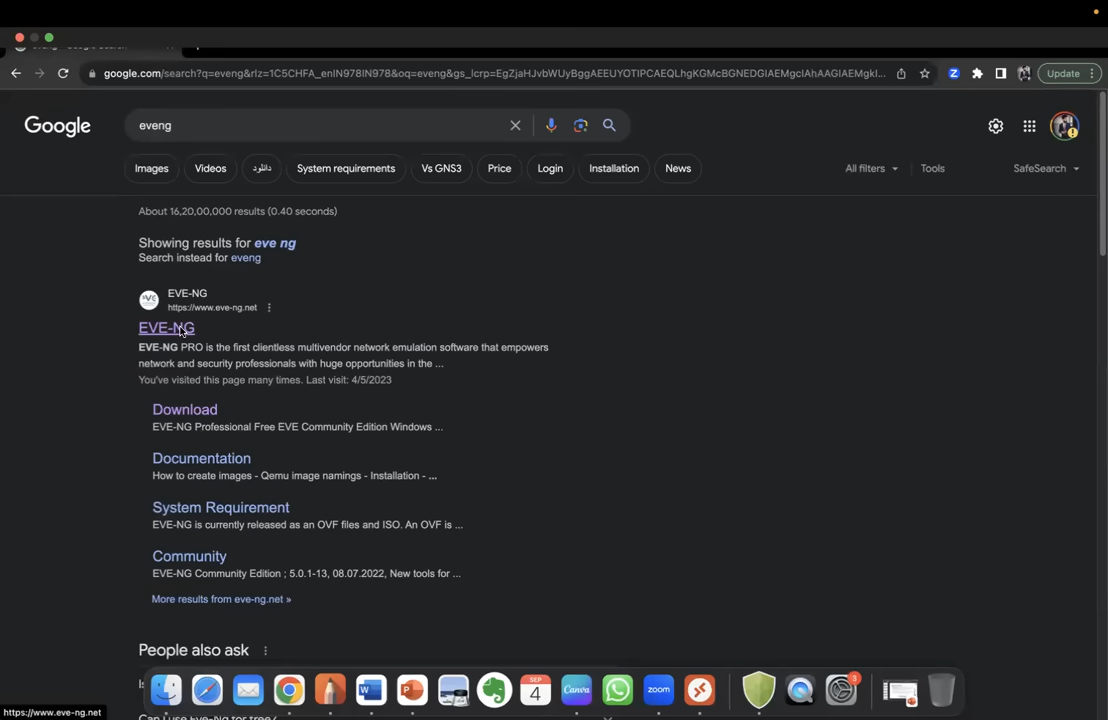 google.com/search?q=eveng&rlz=1C5CHFA_enIN978IN978&oq=eveng&gs_lcrp=EgZjaHJvbWUyBggAEEUYOTIPCAEQLhgKGMcBGNEDGIAEMgcIAhAAGIAEMgkI...
Update
Google
eveng
Images
Videos
دانلود
System requirements
Vs GNS3
Price
Login
Installation
News
All filters
Tools
SafeSearch
About 16,20,00,000 results (0.40 seconds)
Showing results for eve ng
Search instead for eveng
EVE-NG
https://www.eve-ng.net
EVE-NG
EVE-NG PRO is the first clientless multivendor network emulation software that empowers
network and security professionals with huge opportunities in the ...
You've visited this page many times. Last visit: 4/5/2023
Download
EVE-NG Professional Free EVE Community Edition Windows ...
Documentation
How to create images - Qemu image namings - Installation - ...
System Requirement
EVE-NG is currently released as an OVF files and ISO. An OVF is ...
Community
EVE-NG Community Edition ; 5.0.1-13, 08.07.2022, New tools for ...
More results from eve-ng.net »
People also ask
SEP
4
Canva
zoom
3
https://www.eve-ng.net